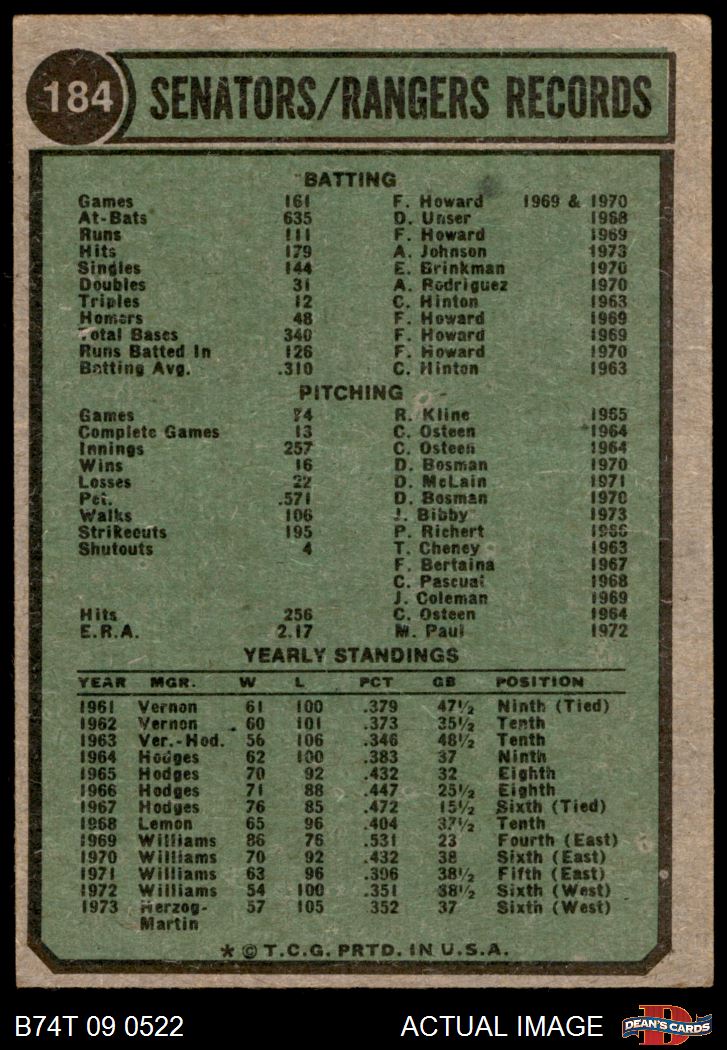 184 SENATORS/RANGERS RECORDS
BATTING
Games 161 F. Howard 1969 & 1970
At-Bats 635 D. Unser 1968
Runs 111 F. Howard 1969
Hits 179 A. Johnson 1973
Singles 144 E. Brinkman 1970
Doubles 31 A. Rodriguez 1970
Triples 12 C. Hinton 1963
Homers 48 F. Howard 1969
Total Bases 340 F. Howard 1969
Runs Batted In 126 F. Howard 1970
Batting Avg. .310 C. Hinton 1963
PITCHING
Games 74 R. Kline 1965
Complete Games 13 C. Osteen 1964
Innings 257 C. Osteen 1964
Wins 16 D. Bosman 1970
Losses 22 D. McLain 1971
Pct. .571 D. Bosman 1970
Walks 106 J. Bibby 1973
Strikeouts 195 P. Richert 1966
Shutouts 4 T. Cheney 1963
F. Bertaina 1967
C. Pascual 1968
J. Coleman 1969
Hits 256 C. Osteen 1964
E.R.A. 2.17 M. Paul 1972
YEARLY STANDINGS
YEAR MGR. W L PCT GB POSITION
1961 Vernon 61 100 .379 47½ Ninth (Tied)
1962 Vernon 60 101 .373 35½ Tenth
1963 Ver.-Hod. 56 106 .346 48½ Tenth
1964 Hodges 62 100 .383 37 Ninth
1965 Hodges 70 92 .432 32 Eighth
1966 Hodges 71 88 .447 25½ Eighth
1967 Hodges 76 85 .472 15½ Sixth (Tied)
1968 Lemon 65 96 .404 37½ Tenth
1969 Williams 86 76 .531 23 Fourth (East)
1970 Williams 70 92 .432 38 Sixth (East)
1971 Williams 63 96 .396 38½ Fifth (East)
1972 Williams 54 100 .351 38½ Sixth (West)
1973 Herzog- 57 105 .352 37 Sixth (West)
Martin
* © T.C.G. PRTD. IN U.S.A.
B74T 09 0522 ACTUAL IMAGE
D
DEAN'S CARDS